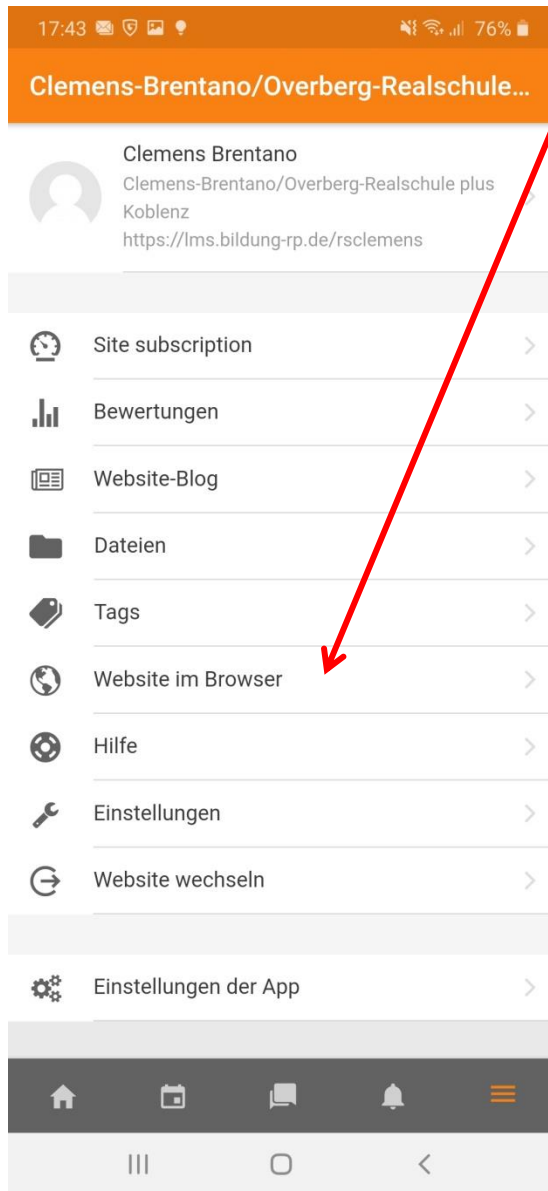 17:43 76%
Clemens-Brentano/Overberg-Realschule...
Clemens Brentano
Clemens-Brentano/Overberg-Realschule plus
Koblenz
https://lms.bildung-rp.de/rsclemens
Site subscription
Bewertungen
Website-Blog
Dateien
Tags
Website im Browser
Hilfe
Einstellungen
Website wechseln
Einstellungen der App